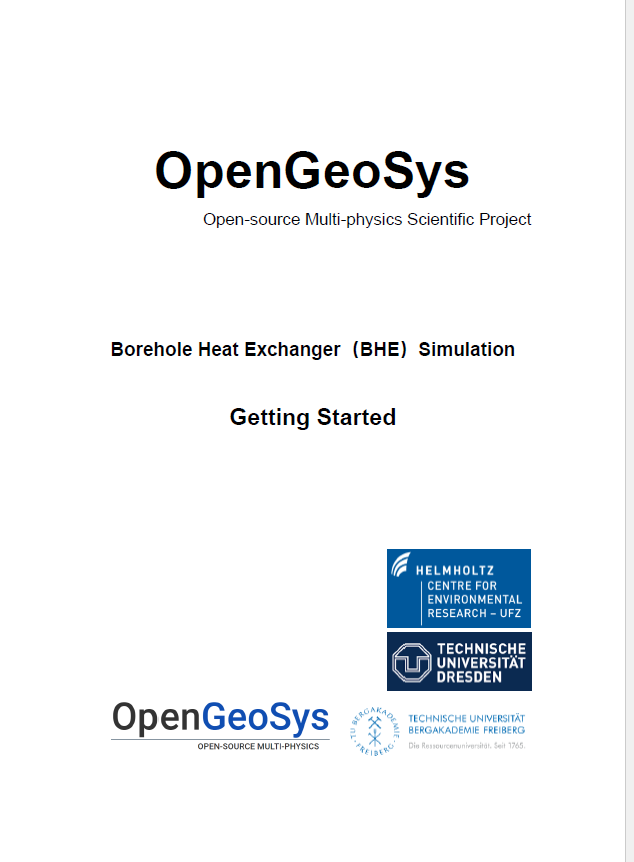 OpenGeoSys
Open-source Multi-physics Scientific Project
Borehole Heat Exchanger（BHE）Simulation
Getting Started
HELMHOLTZ
CENTRE FOR
ENVIRONMENTAL
RESEARCH – UFZ
TECHNISCHE
UNIVERSITÄT
DRESDEN
OpenGeoSys
OPEN-SOURCE MULTI-PHYSICS
TU BERGAKADEMIE
FREIBERG
TECHNISCHE UNIVERSITÄT
BERGAKADEMIE FREIBERG
Die Ressourcenuniversität. Seit 1765.